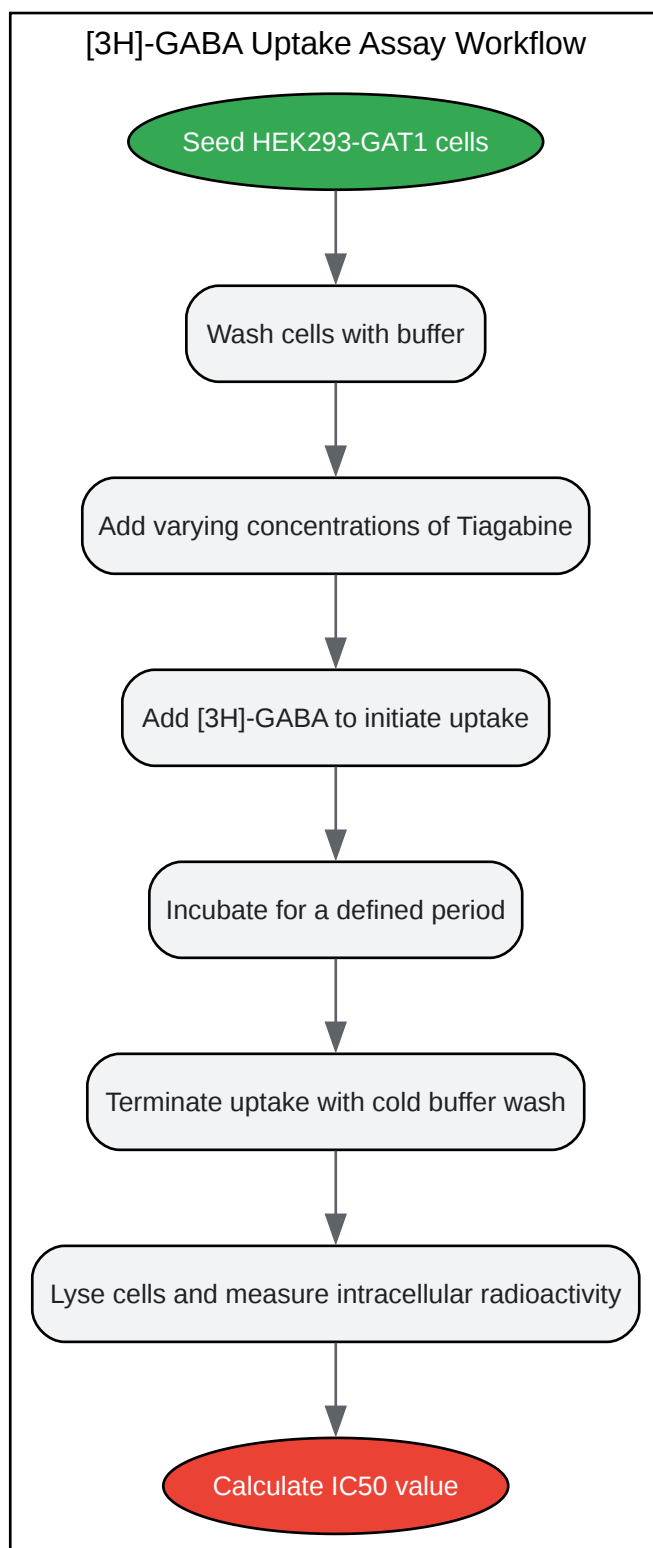 [3H]-GABA Uptake Assay Workflow
Seed HEK293-GAT1 cells
Wash cells with buffer
Add varying concentrations of Tiagabine
Add [3H]-GABA to initiate uptake
Incubate for a defined period
Terminate uptake with cold buffer wash
Lyse cells and measure intracellular radioactivity
Calculate IC50 value